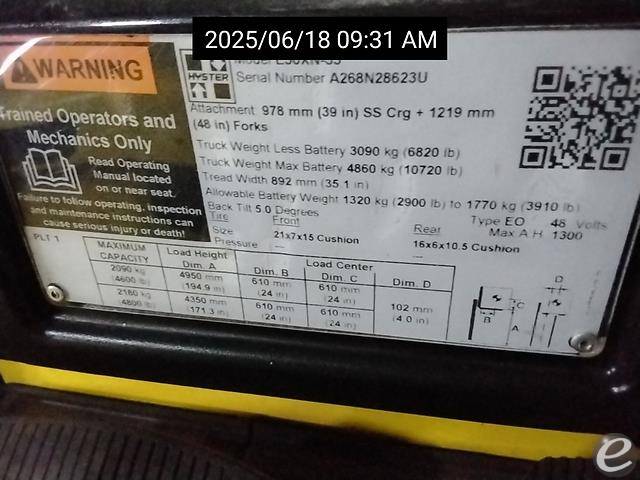 2025/06/18 09:31 AM
WARNING
Trained Operators and
Mechanics Only
Read Operating
Manual located
on or near seat.
Failure to follow operating, inspection
and maintenance instructions can
cause serious injury or death!
HYSTER
Model
Serial Number A268N28623U
Attachment 978 mm (39 in) SS Crg + 1219 mm
(48 in) Forks
Truck Weight Less Battery 3090 kg (6820 lb)
Truck Weight Max Battery 4860 kg (10720 lb)
Tread Width 892 mm (35.1 in)
Allowable Battery Weight 1320 kg (2900 lb) to 1770 kg (3910 lb)
Back Tilt 5.0 Degrees Type EO 48 Volts
Tire Front Rear Max A H 1300
Size 21x7x15 Cushion 16x6x10.5 Cushion
Pressure --- ---
PLT 1
MAXIMUM CAPACITY Load Height Dim. A Load Center Dim. B Dim. C Dim. D
2090 kg (4600 lb) 4950 mm (194.9 in) 610 mm (24 in) 610 mm (24 in) 102 mm (4.0 in)
2180 kg (4800 lb) 4350 mm (171.3 in) 610 mm (24 in) 610 mm (24 in)
D
C
B
A
e